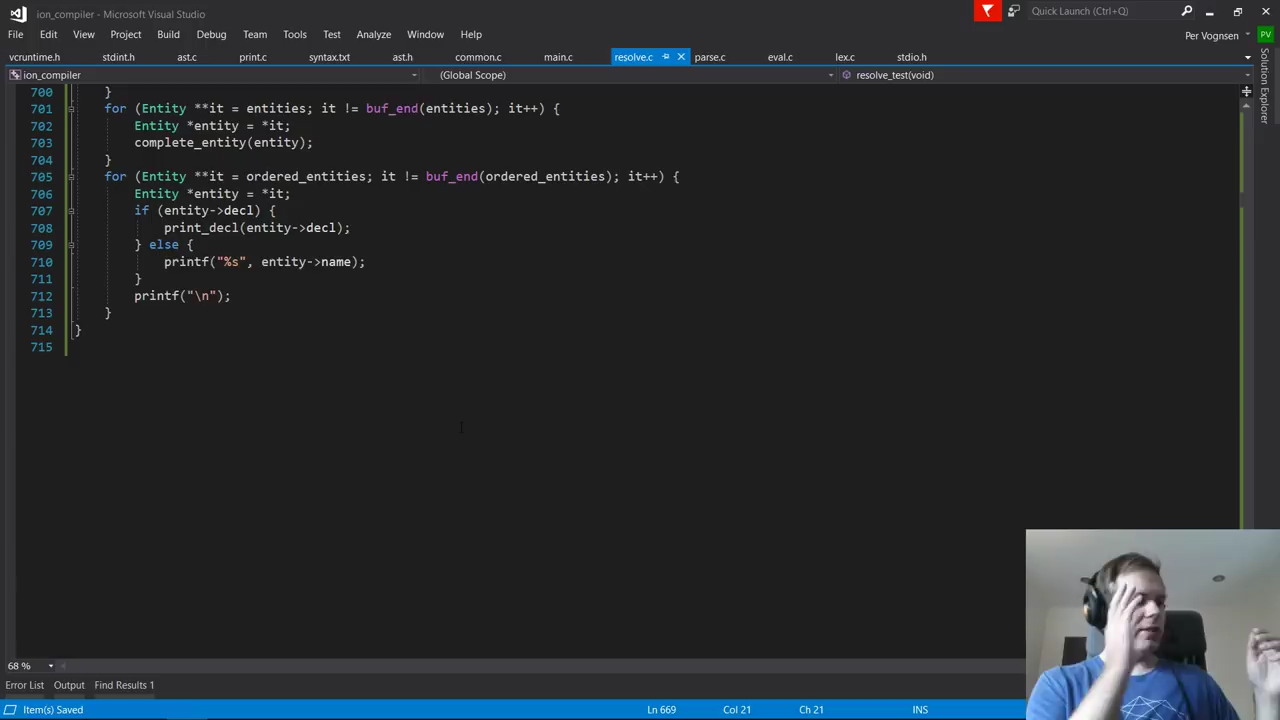 ion_compiler - Microsoft Visual Studio
Quick Launch (Ctrl+Q)
File Edit View Project Build Debug Team Tools Test Analyze Window Help
Per Vognsen PV
vcruntime.h stdint.h ast.c print.c syntax.txt ast.h common.c main.c resolve.c parse.c eval.c lex.c stdio.h
ion_compiler (Global Scope) resolve_test(void)
Solution Explorer
700 }
701 for (Entity **it = entities; it != buf_end(entities); it++) {
702 Entity *entity = *it;
703 complete_entity(entity);
704 }
705 for (Entity **it = ordered_entities; it != buf_end(ordered_entities); it++) {
706 Entity *entity = *it;
707 if (entity->decl) {
708 print_decl(entity->decl);
709 } else {
710 printf("%s", entity->name);
711 }
712 printf("\n");
713 }
714 }
715
68 %
Error List Output Find Results 1
Item(s) Saved Ln 669 Col 21 Ch 21 INS